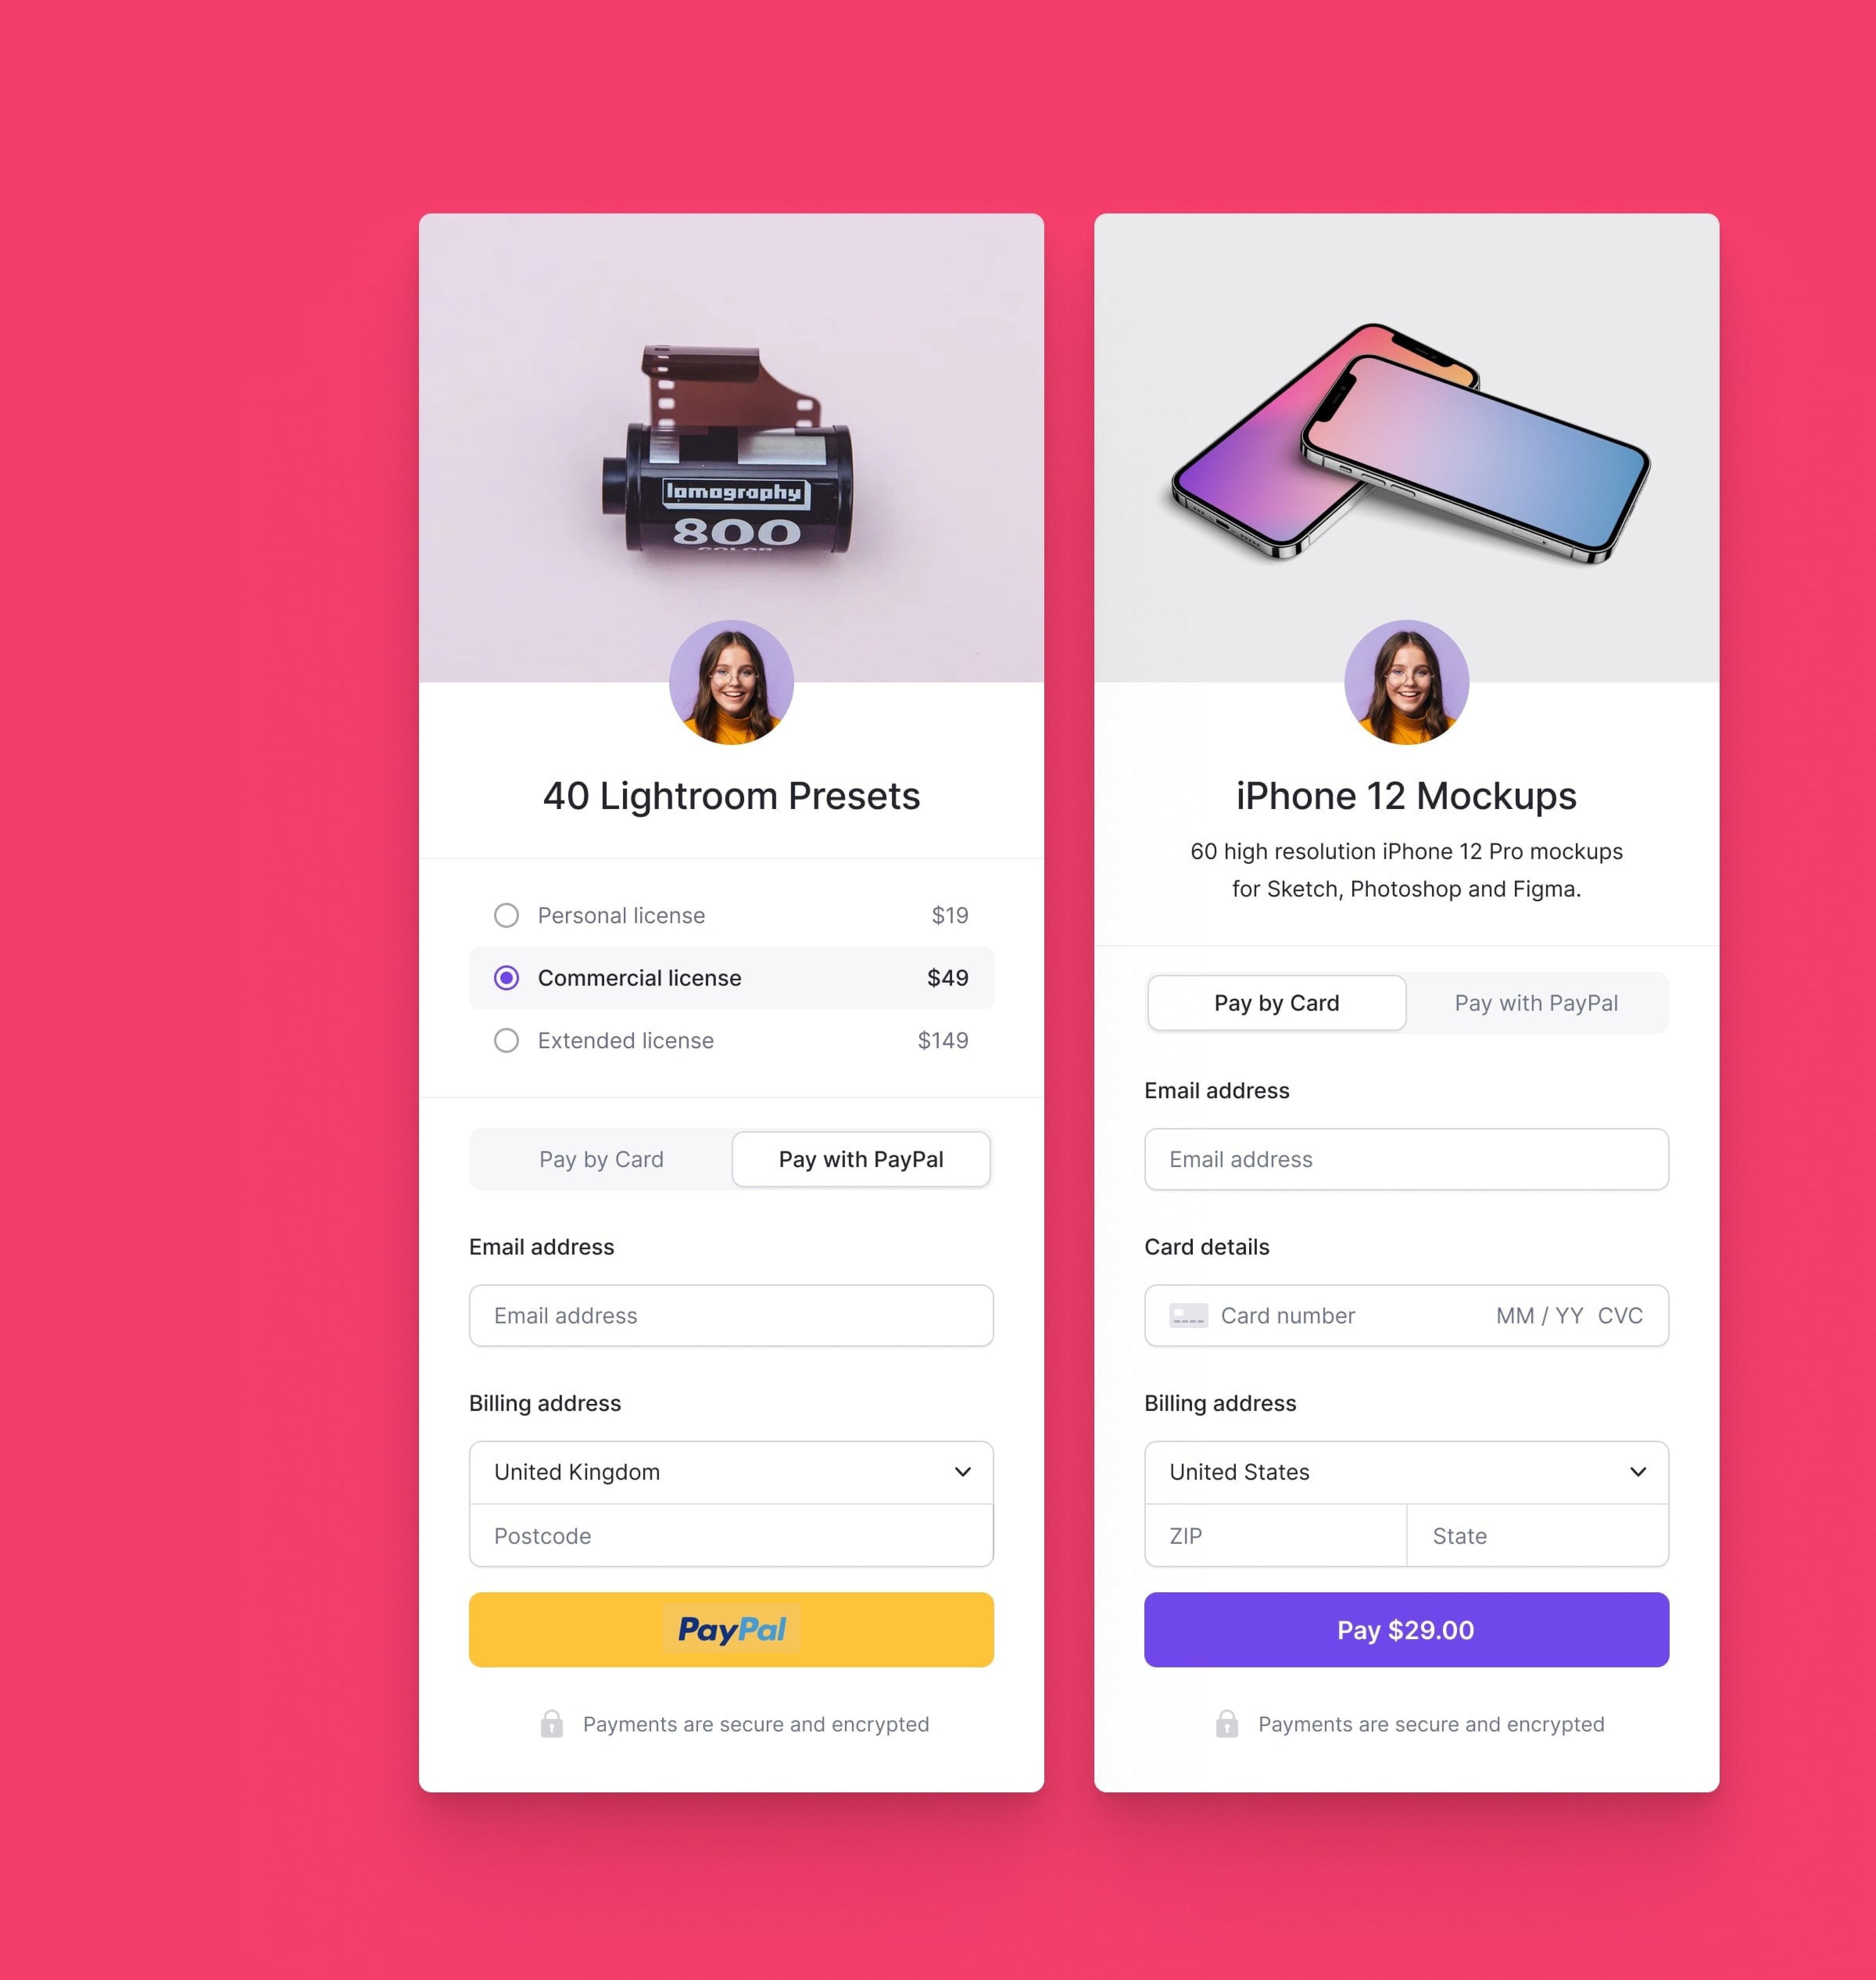 lomography
800
COLOR
40 Lightroom Presets
Personal license $19
Commercial license $49
Extended license $149
Pay by Card Pay with PayPal
Email address
Email address
Billing address
United Kingdom
Postcode
PayPal
Payments are secure and encrypted
iPhone 12 Mockups
60 high resolution iPhone 12 Pro mockups
for Sketch, Photoshop and Figma.
Pay by Card Pay with PayPal
Email address
Email address
Card details
Card number MM / YY CVC
Billing address
United States
ZIP State
Pay $29.00
Payments are secure and encrypted